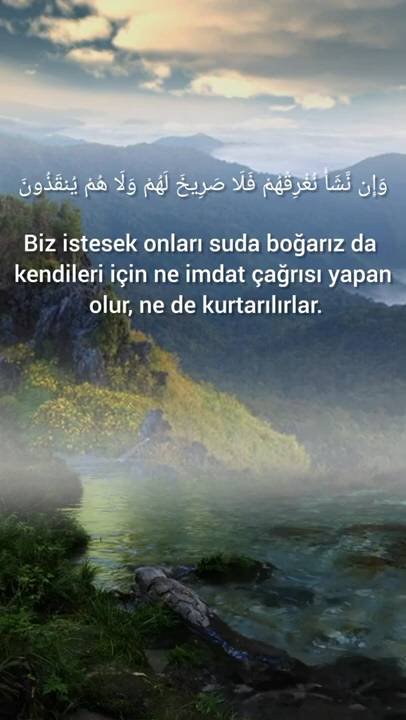 وَإِن نَّشَأْ نُغْرِقْهُمْ فَلَا صَرِيخَ لَهُمْ وَلَا هُمْ يُنقَذُونَ
Biz istesek onları suda boğarız da
kendileri için ne imdat çağrısı yapan
olur, ne de kurtarılırlar.